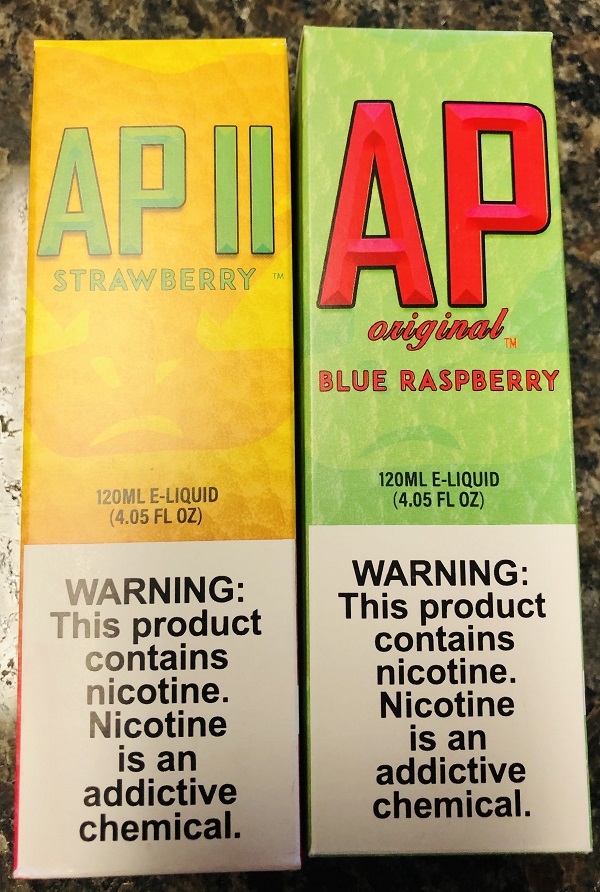 AP II
STRAWBERRY ™
120ML E-LIQUID
(4.05 FL OZ)
WARNING:
This product
contains
nicotine.
Nicotine
is an
addictive
chemical.
AP
original™
BLUE RASPBERRY
120ML E-LIQUID
(4.05 FL OZ)
WARNING:
This product
contains
nicotine.
Nicotine
is an
addictive
chemical.